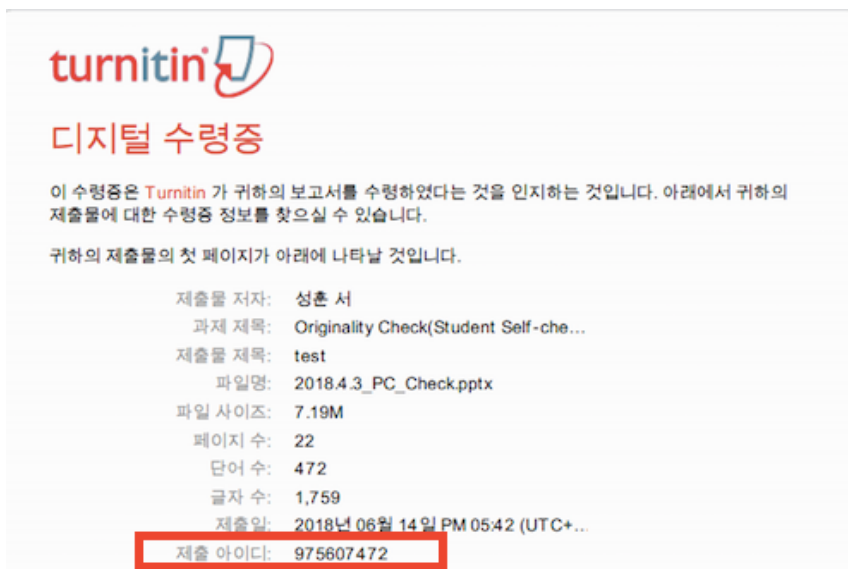 turnitin
디지털 수령증
이 수령증은 Turnitin 가 귀하의 보고서를 수령하였다는 것을 인지하는 것입니다. 아래에서 귀하의
제출물에 대한 수령증 정보를 찾으실 수 있습니다.
귀하의 제출물의 첫 페이지가 아래에 나타날 것입니다.
제출물 저자: 성훈 서
과제 제목: Originality Check(Student Self-che...
제출물 제목: test
파일명: 2018.4.3_PC_Check.pptx
파일 사이즈: 7.19M
페이지 수: 22
단어 수: 472
글자 수: 1,759
제출일: 2018년 06월 14일 PM 05:42 (UTC+...
제출 아이디: 975607472